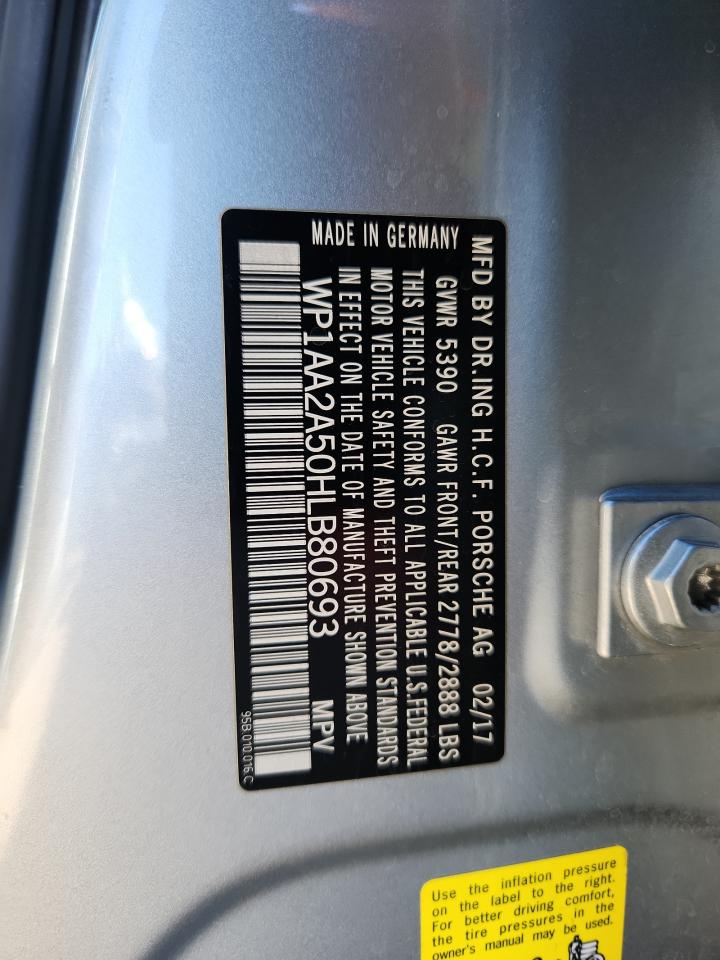 MFD BY DR.ING H.C.F. PORSCHE AG 02/17
GVWR 5390 GAWR FRONT/REAR 2778/2888 LBS
THIS VEHICLE CONFORMS TO ALL APPLICABLE U.S.FEDERAL
MOTOR VEHICLE SAFETY AND THEFT PREVENTION STANDARDS
IN EFFECT ON THE DATE OF MANUFACTURE SHOWN ABOVE
MADE IN GERMANY
WP1AA2A50HLB80693 MPV
95B.010.016.C
Use the inflation pressure
on the label to the right.
For better driving comfort,
the tire pressures in the
owner's manual may be used.